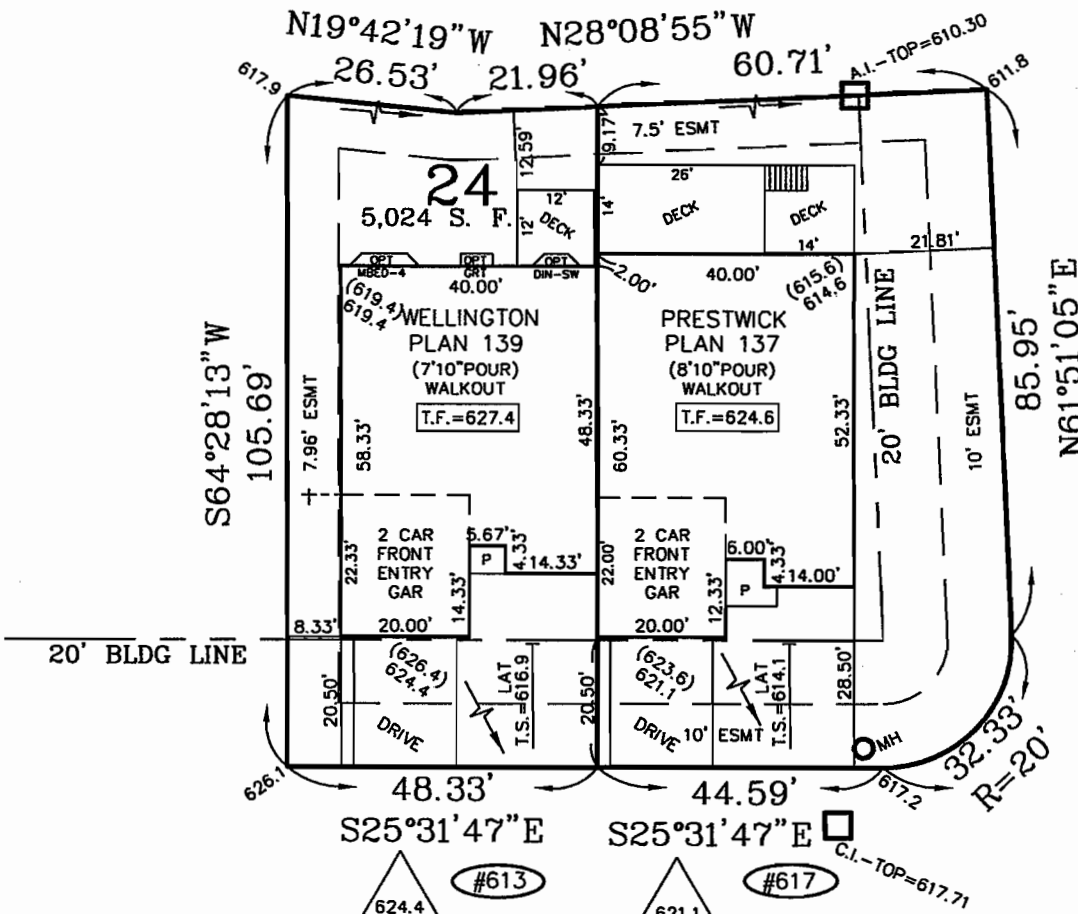 N19°42'19"W
N28°08'55"W
26.53'
21.96'
60.71'
A.I.-TOP=610.30
617.9
611.8
12.59'
9.17'
7.5' ESMT
24
5,024 S. F.
12'
12'
DECK
26'
14'
DECK
DECK
14'
21.81'
OPT
MBED-4
OPT
GRT
OPT
DIN-SW
40.00'
2.00'
40.00'
(619.4)
619.4
(615.6)
614.6
WELLINGTON
PLAN 139
(7'10"POUR)
WALKOUT
T.F.=627.4
PRESTWICK
PLAN 137
(8'10"POUR)
WALKOUT
T.F.=624.6
S64°28'13"W
105.69'
7.96' ESMT
58.33'
48.33'
60.33'
52.33'
20' BLDG LINE
10' ESMT
85.95'
N61°51'05"E
2 CAR
FRONT
ENTRY
GAR
22.33'
5.67'
P
4.33'
14.33'
14.33'
2 CAR
FRONT
ENTRY
GAR
22.00'
6.00'
P
4.33'
14.00'
12.33'
8.33'
20.00'
20.00'
20' BLDG LINE
(626.4)
624.4
LAT
T.S.=616.9
(623.6)
621.1
LAT
T.S.=614.1
20.50'
20.50'
28.50'
DRIVE
DRIVE
10' ESMT
MH
32.33'
R=20'
626.1
617.2
48.33'
44.59'
S25°31'47"E
S25°31'47"E
C.I.-TOP=617.71
#613
#617
624.4
621.1